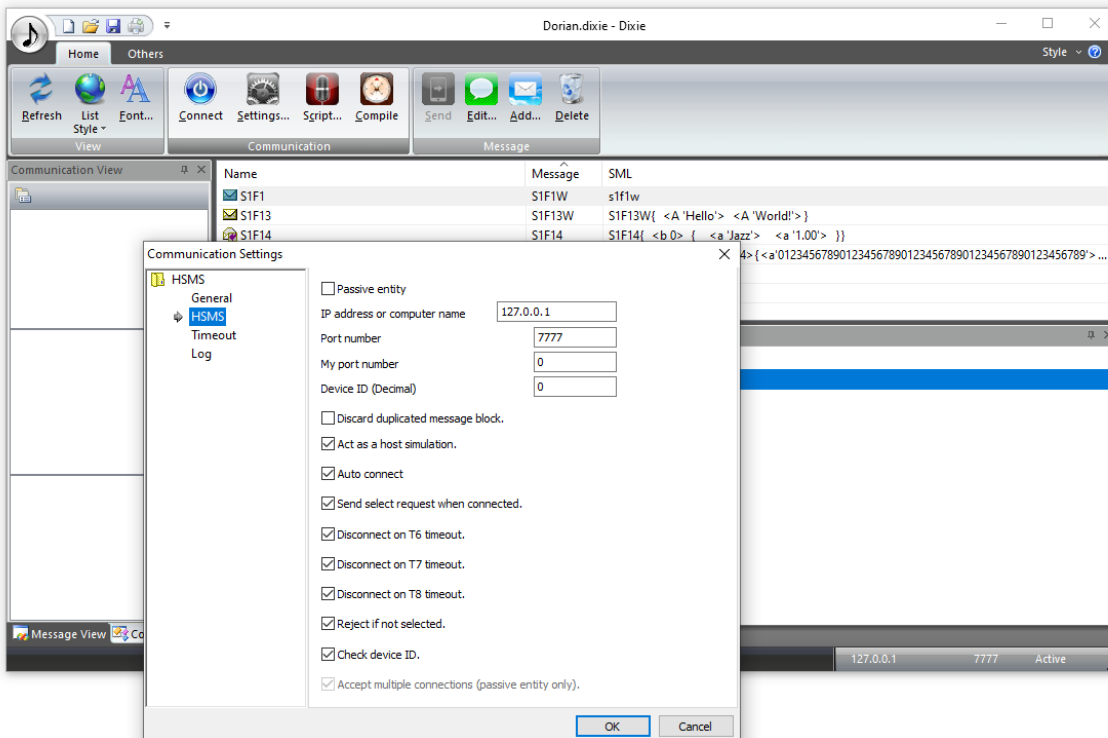 Dorian.dixie - Dixie
Home Others Style
Refresh List Style Font... Connect Settings... Script... Compile Send Edit... Add... Delete
View Communication Message
Communication View
Name Message SML
S1F1 S1F1W s1f1w
S1F13 S1F13W S1F13W{ <A 'Hello'> <A 'World!'> }
S1F14 S1F14 S1F14{ <b 0> { <a 'Jazz'> <a '1.00'> }}
4>{<a'0123456789012345678901234567890123456789'> ...
Communication Settings
HSMS
General
HSMS
Timeout
Log
Passive entity
IP address or computer name 127.0.0.1
Port number 7777
My port number 0
Device ID (Decimal) 0
Discard duplicated message block.
Act as a host simulation.
Auto connect
Send select request when connected.
Disconnect on T6 timeout.
Disconnect on T7 timeout.
Disconnect on T8 timeout.
Reject if not selected.
Check device ID.
Accept multiple connections (passive entity only).
OK Cancel
Message View Co
127.0.0.1 7777 Active